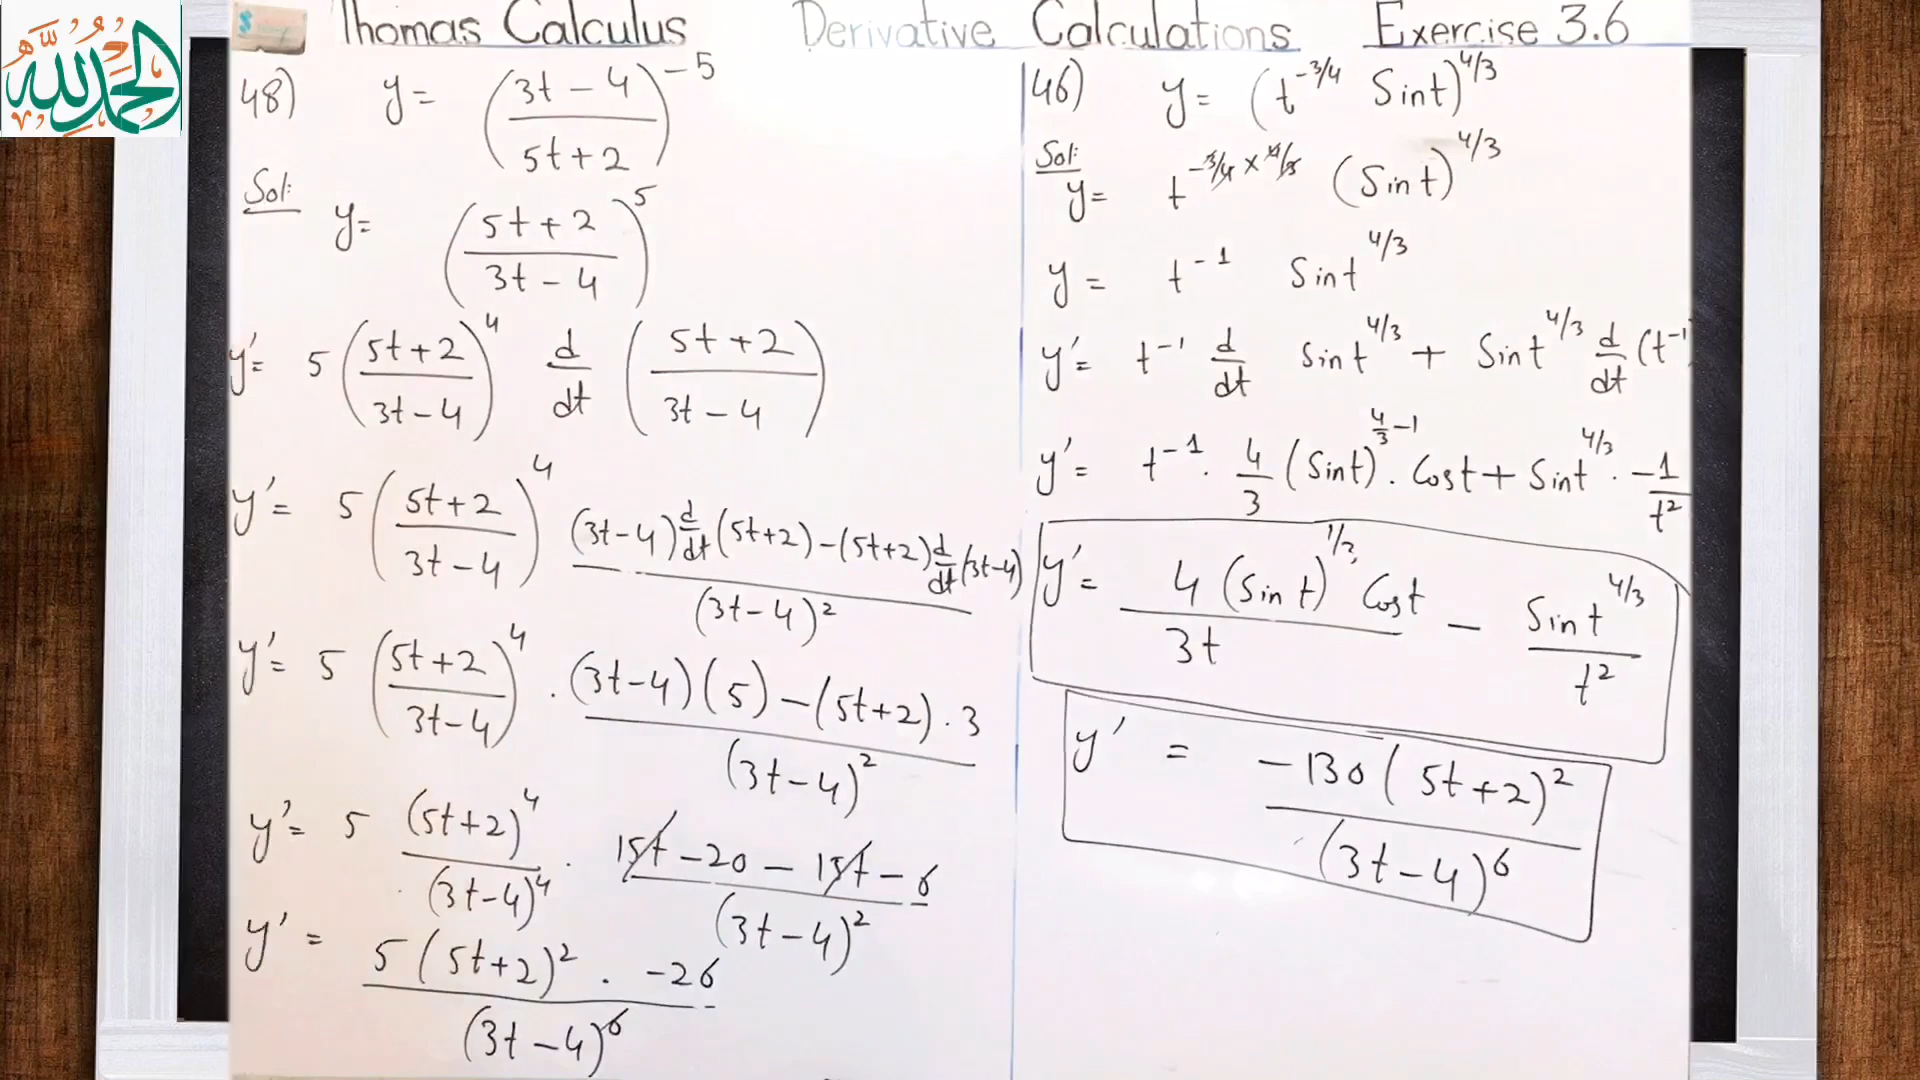 الحمد لله
Thomas Calculus Derivative Calculations Exercise 3.6
48) y = ((3t - 4)/(5t + 2))^-5
Sol:
y = ((5t + 2)/(3t - 4))^5
y' = 5 ((5t + 2)/(3t - 4))^4 d/dt ((5t + 2)/(3t - 4))
y' = 5 ((5t + 2)/(3t - 4))^4 ((3t - 4) d/dt (5t + 2) - (5t + 2) d/dt (3t - 4))/(3t - 4)^2
y' = 5 ((5t + 2)/(3t - 4))^4 . ((3t - 4)(5) - (5t + 2) . 3)/(3t - 4)^2
y' = 5 (5t + 2)^4/(3t - 4)^4 . (15t - 20 - 15t - 6)/(3t - 4)^2
y' = (5 (5t + 2)^2 . -26)/(3t - 4)^6
46) y = (t^-3/4 Sint)^4/3
Sol:
y = t^-3/4 × 4/3 (Sint)^4/3
y = t^-1 Sint^4/3
y' = t^-1 d/dt Sint^4/3 + Sint^4/3 d/dt (t^-1
y' = t^-1 . 4/3 (Sint)^4/3 - 1 . Cost + Sint^4/3 . -1/t^2
y' = (4 (Sint)^1/3 Cost)/3t - Sint^4/3/t^2
y' = (-130 (5t + 2)^2)/(3t - 4)^6